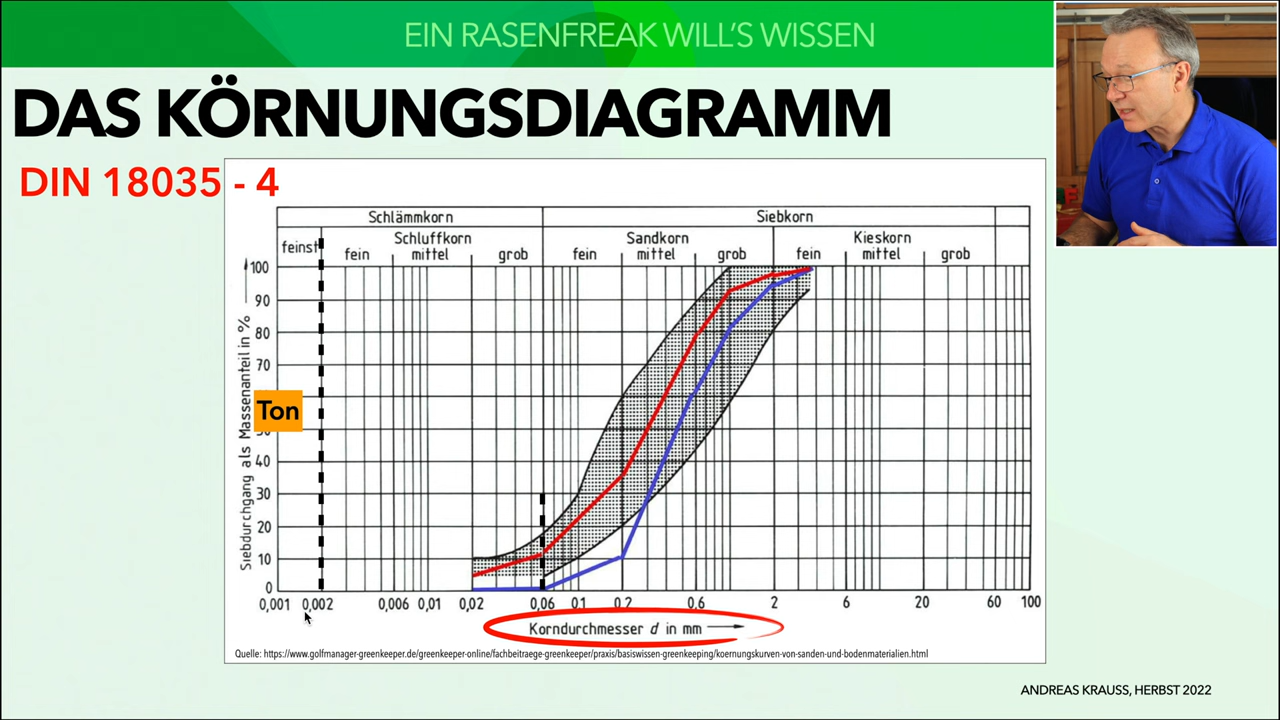 EIN RASENFREAK WILL'S WISSEN
DAS KÖRNUNGSDIAGRAMM
DIN 18035 - 4
Schlämmkorn Siebkorn
feinst Schluffkorn Sandkorn Kieskorn
fein mittel grob fein mittel grob fein mittel grob
Siebdurchgang als Massenanteil in %
100
90
80
70
Ton
40
30
20
10
0
0,001 0,002 0,006 0,01 0,02 0,06 0,1 0,2 0,6 2 6 20 60 100
Korndurchmesser d in mm
Quelle: https://www.golfmanager-greenkeeper.de/greenkeeper-online/fachbeitraege-greenkeeper/praxis/basiswissen-greenkeeping/koernungskurven-von-sanden-und-bodenmaterialien.html
ANDREAS KRAUSS, HERBST 2022